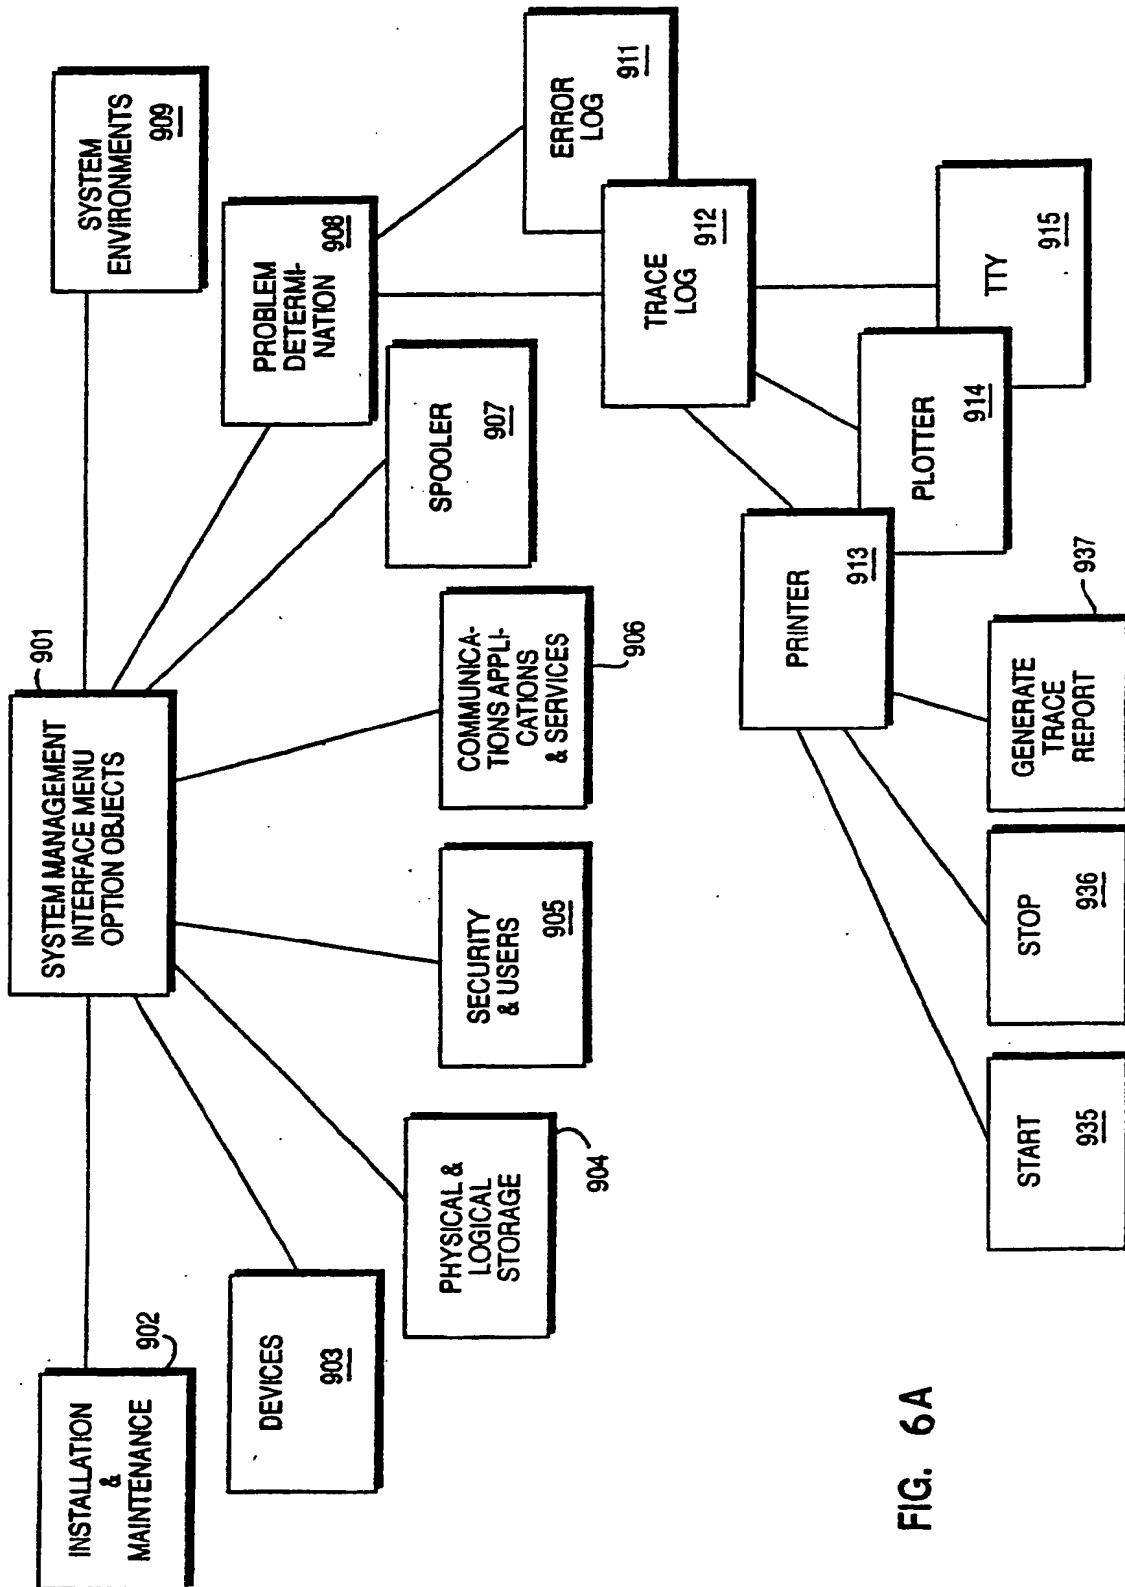 901
SYSTEM MANAGEMENT
INTERFACE MENU
OPTION OBJECTS
902
INSTALLATION
&
MAINTENANCE
DEVICES
903
PHYSICAL &
LOGICAL
STORAGE
904
SECURITY
& USERS
905
COMMUNICA-
TIONS APPLI-
CATIONS
& SERVICES
906
SPOOLER
907
PROBLEM
DETERMI-
NATION
908
SYSTEM
ENVIRONMENTS
909
ERROR
LOG
911
TRACE
LOG
912
PRINTER
913
PLOTTER
914
TTY
915
START
935
STOP
936
GENERATE
TRACE
REPORT
937
FIG. 6A